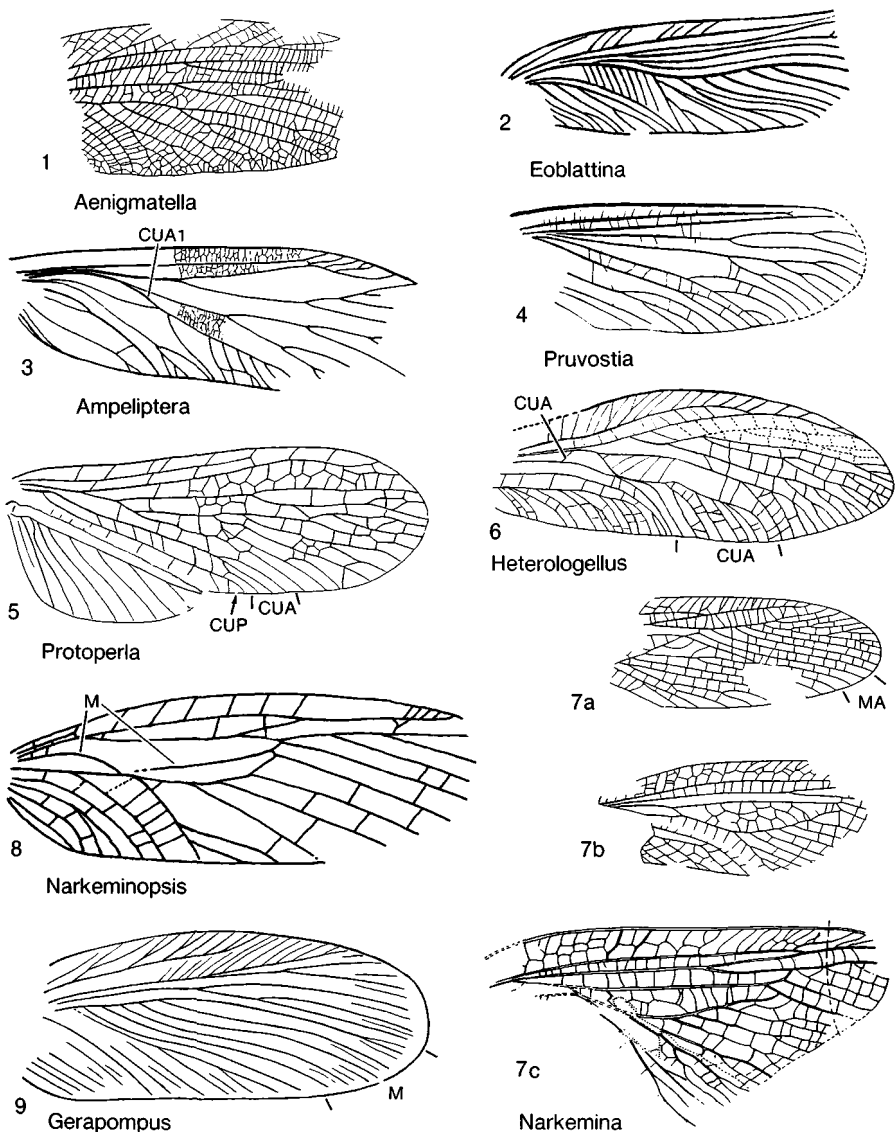 1
Aenigmatella
2
Eoblattina
CUA1
3
Ampeliptera
4
Pruvostia
CUA
5
CUP
CUA
Protoperla
6
CUA
Heterologellus
7a
MA
M
8
Narkeminopsis
7b
9
M
Gerapompus
7c
Narkemina